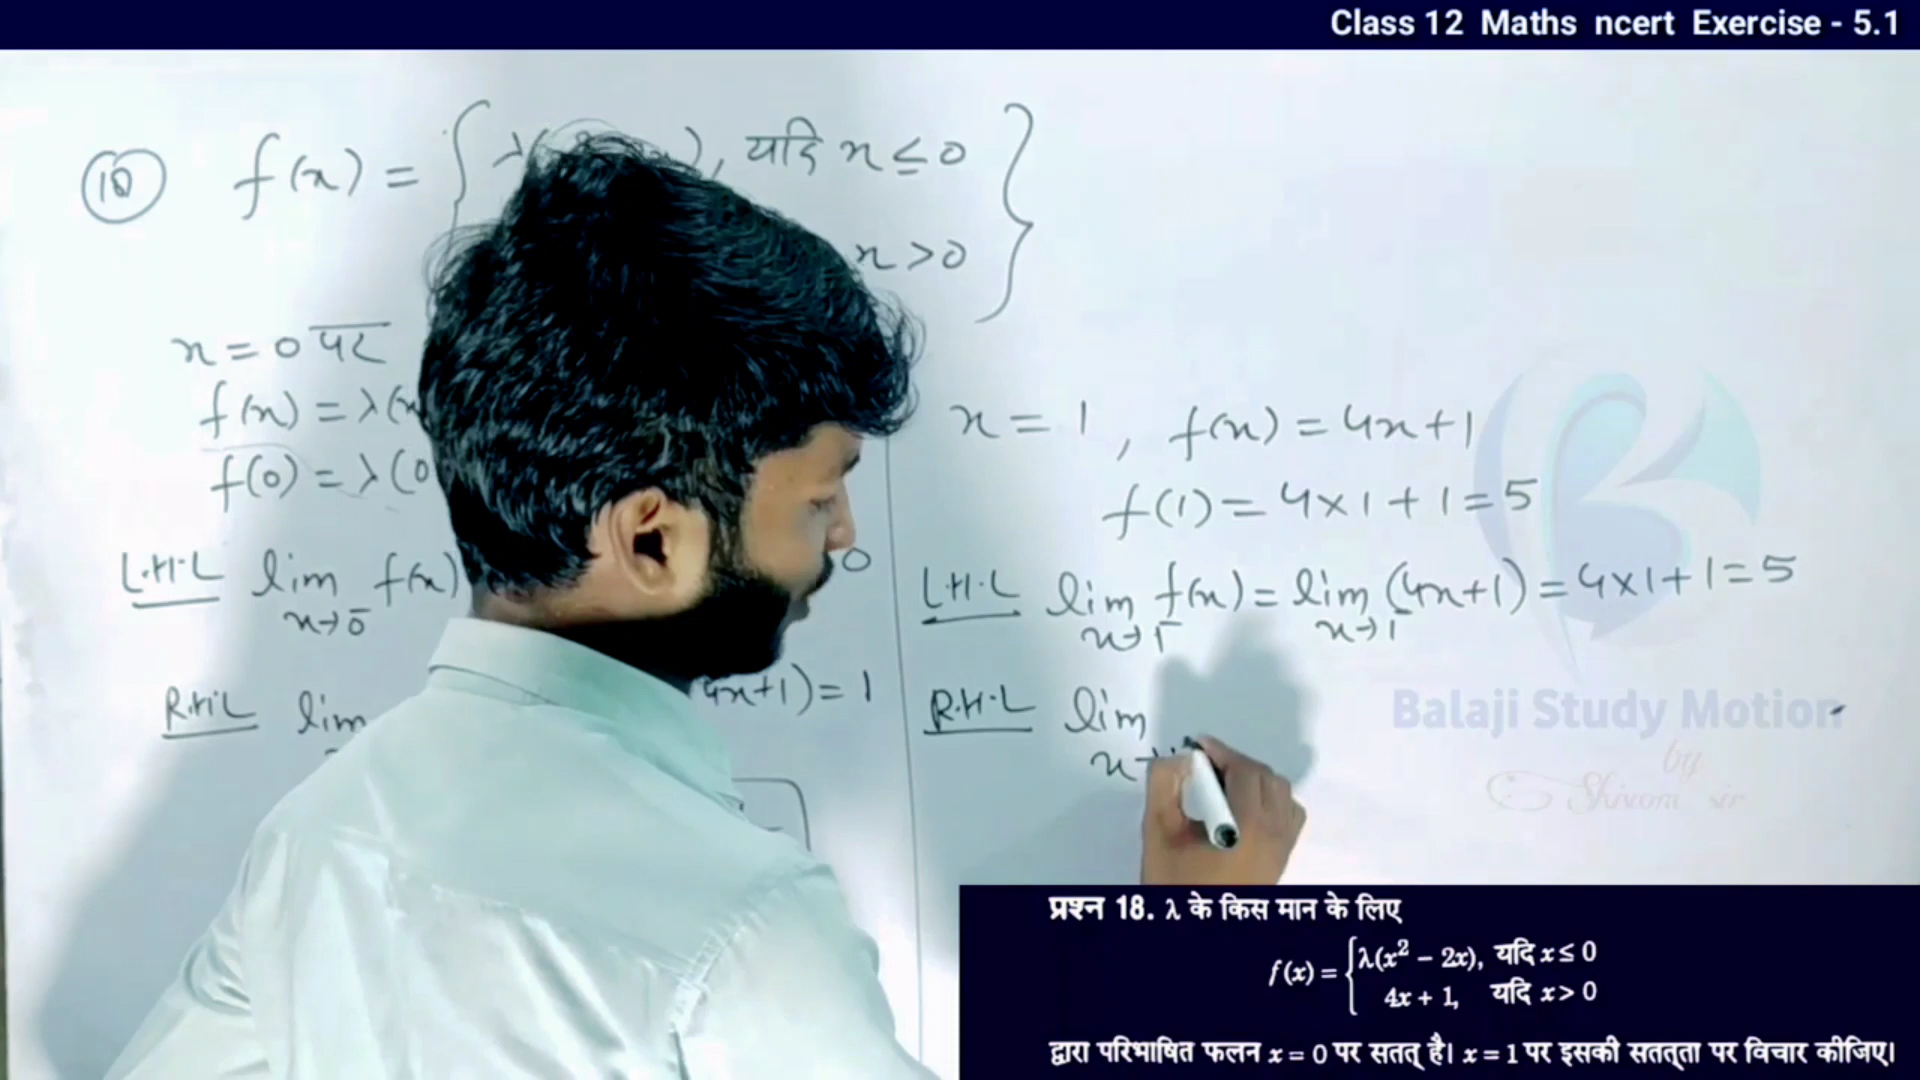 Class 12 Maths ncert Exercise - 5.1
18 f(x) = { λ( ), यदि x ≤ 0
x > 0 }
x = 0 पर
f(x) = λ(x
f(0) = λ(0
L.H.L lim f(x) 0
x→0⁻
R.H.L lim 4x+1) = 1
x = 1, f(x) = 4x+1
f(1) = 4×1+1=5
L.H.L lim f(x) = lim (4x+1) = 4×1+1=5
x→1⁻ x→1⁻
R.H.L lim
x→
Balaji Study Motion
by
Shivom sir
प्रश्न 18. λ के किस मान के लिए
f(x) = { λ(x² – 2x), यदि x ≤ 0
4x + 1, यदि x > 0
द्वारा परिभाषित फलन x = 0 पर सतत् है। x = 1 पर इसकी सतत्ता पर विचार कीजिए।